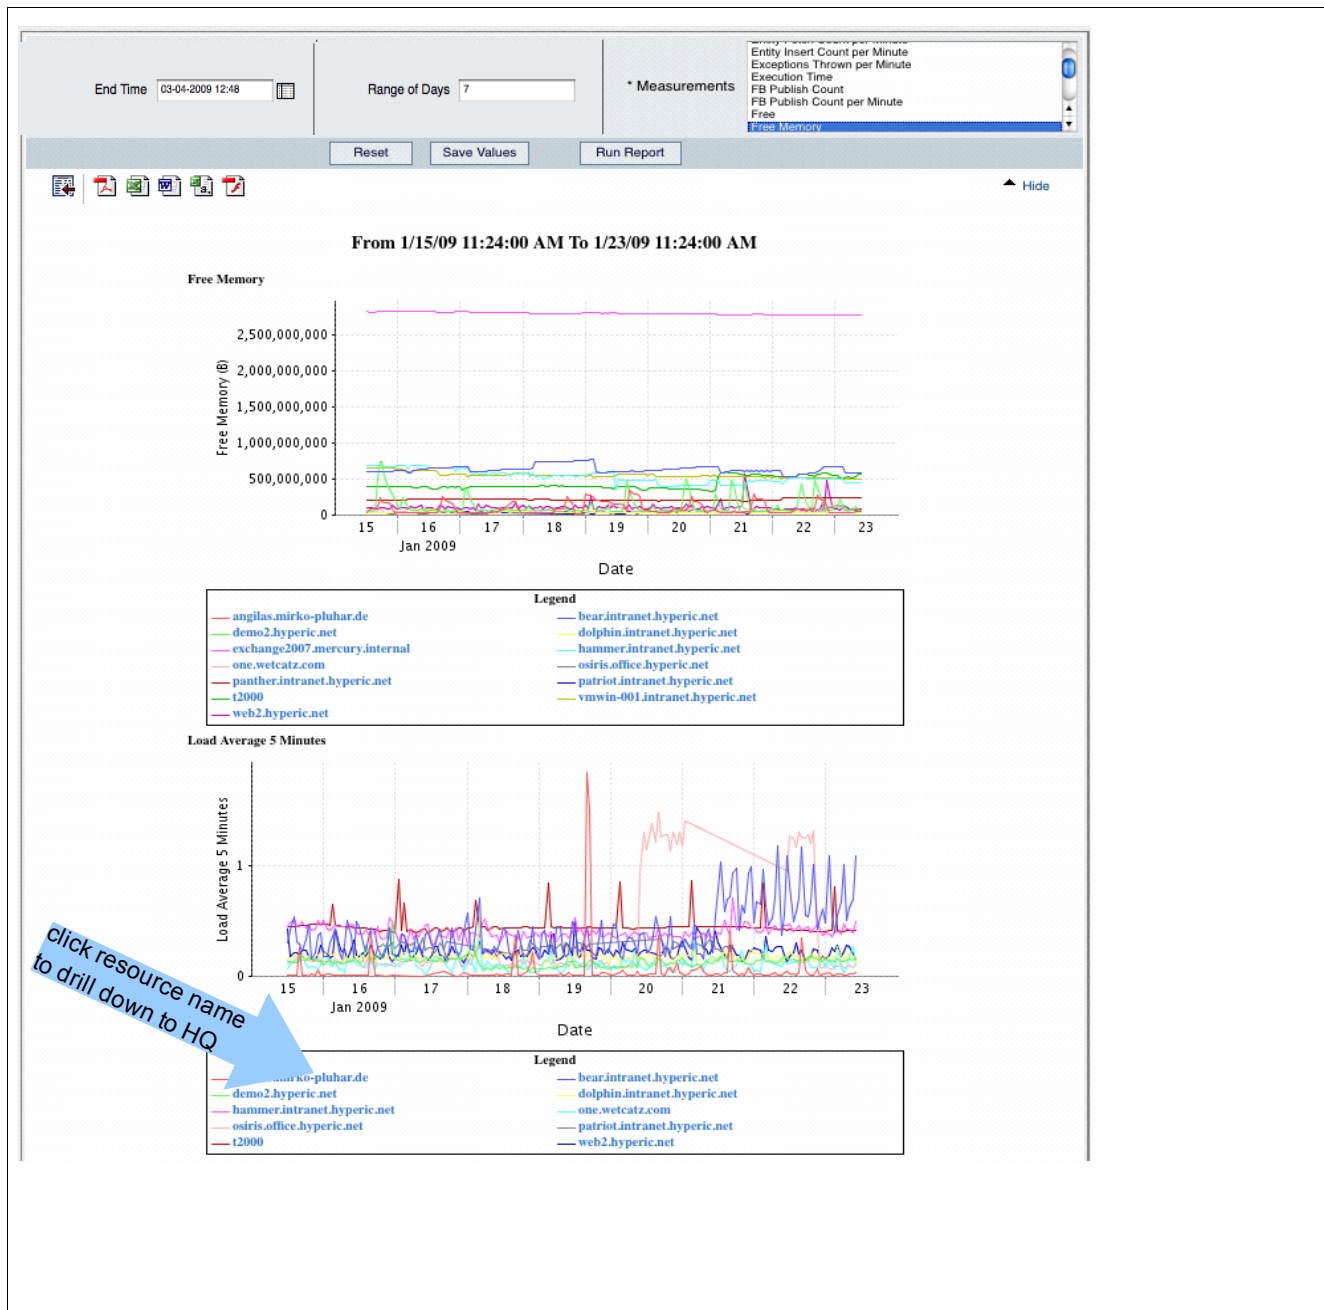 Entity Insert Count per Minute
Exceptions Thrown per Minute
Execution Time
FB Publish Count
FB Publish Count per Minute
Free
Free Memory
End Time 03-04-2009 12:48
Range of Days 7
* Measurements
Reset Save Values Run Report
Hide
From 1/15/09 11:24:00 AM To 1/23/09 11:24:00 AM
Free Memory
Free Memory (B)
2,500,000,000
2,000,000,000
1,500,000,000
1,000,000,000
500,000,000
0
15 16 17 18 19 20 21 22 23
Jan 2009
Date
Legend
angilas.mirko-pluhar.de bear.intranet.hyperic.net
demo2.hyperic.net dolphin.intranet.hyperic.net
exchange2007.mercury.internal hammer.intranet.hyperic.net
one.wetcatz.com osiris.office.hyperic.net
panther.intranet.hyperic.net patriot.intranet.hyperic.net
t2000 vmwin-001.intranet.hyperic.net
web2.hyperic.net
Load Average 5 Minutes
Load Average 5 Minutes
1
0
15 16 17 18 19 20 21 22 23
Jan 2009
Date
click resource name
to drill down to HQ
Legend
mirko-pluhar.de bear.intranet.hyperic.net
demo2.hyperic.net dolphin.intranet.hyperic.net
hammer.intranet.hyperic.net one.wetcatz.com
osiris.office.hyperic.net patriot.intranet.hyperic.net
t2000 web2.hyperic.net